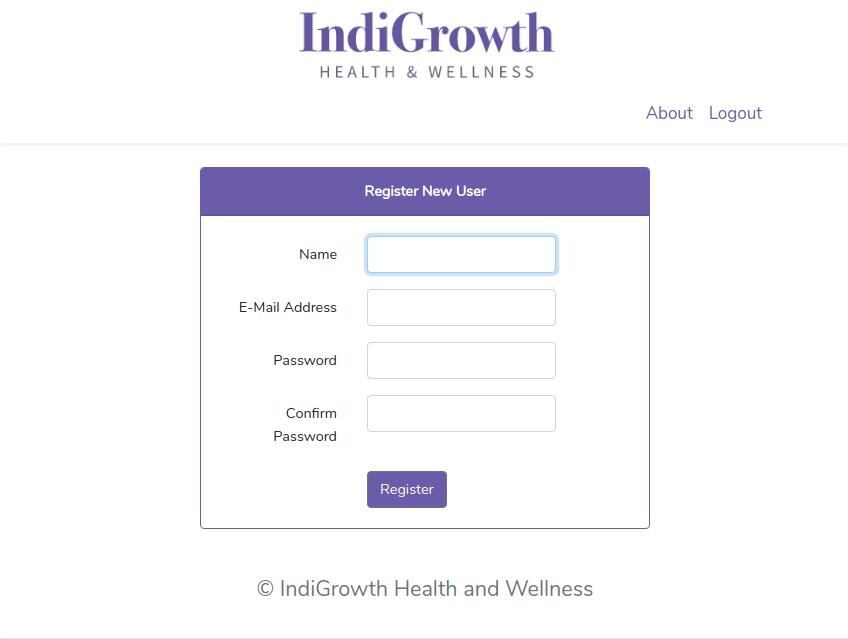 IndiGrowth
HEALTH & WELLNESS
About Logout
Register New User
Name
E-Mail Address
Password
Confirm
Password
Register
© IndiGrowth Health and Wellness